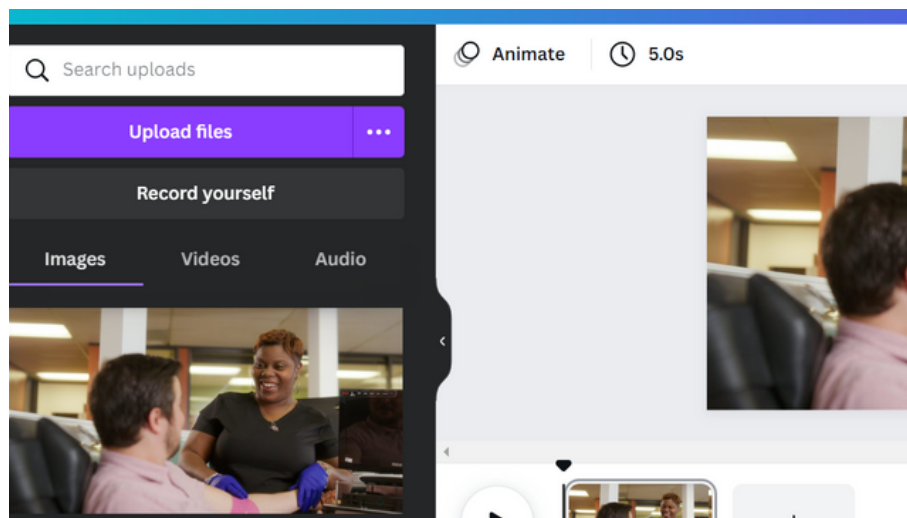 Search uploads
Upload files
Record yourself
Images Videos Audio
Animate 5.0s